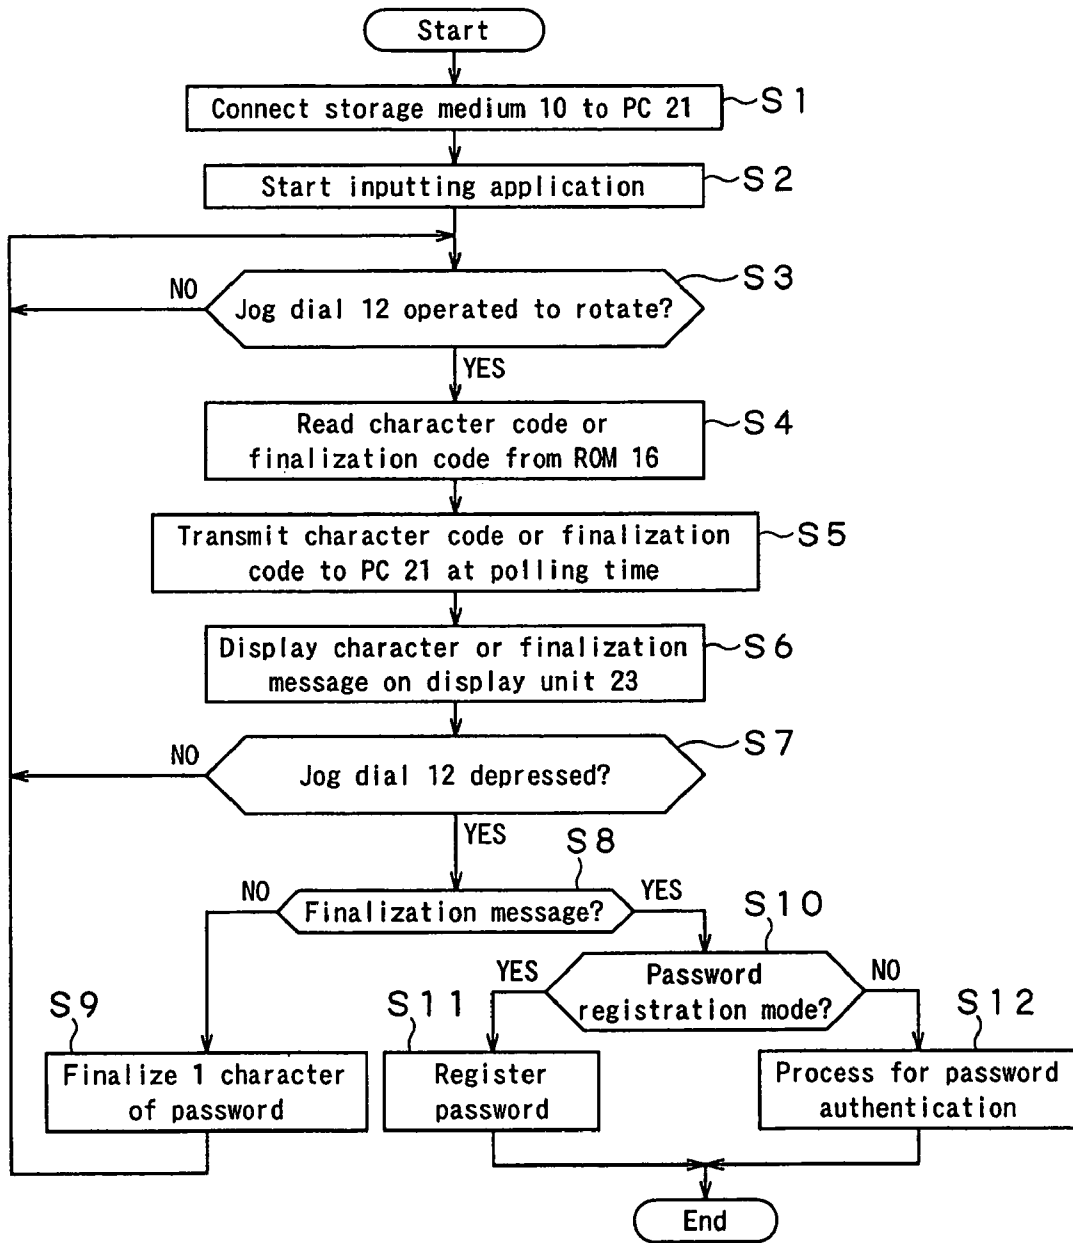 Start
Connect storage medium 10 to PC 21
S1
Start inputting application
S2
S3
NO
Jog dial 12 operated to rotate?
YES
Read character code or
finalization code from ROM 16
S4
Transmit character code or finalization
code to PC 21 at polling time
S5
Display character or finalization
message on display unit 23
S6
S7
NO
Jog dial 12 depressed?
YES
S8
NO
Finalization message?
YES
S10
YES
Password
registration mode?
NO
S9
Finalize 1 character
of password
S11
Register
password
S12
Process for password
authentication
End